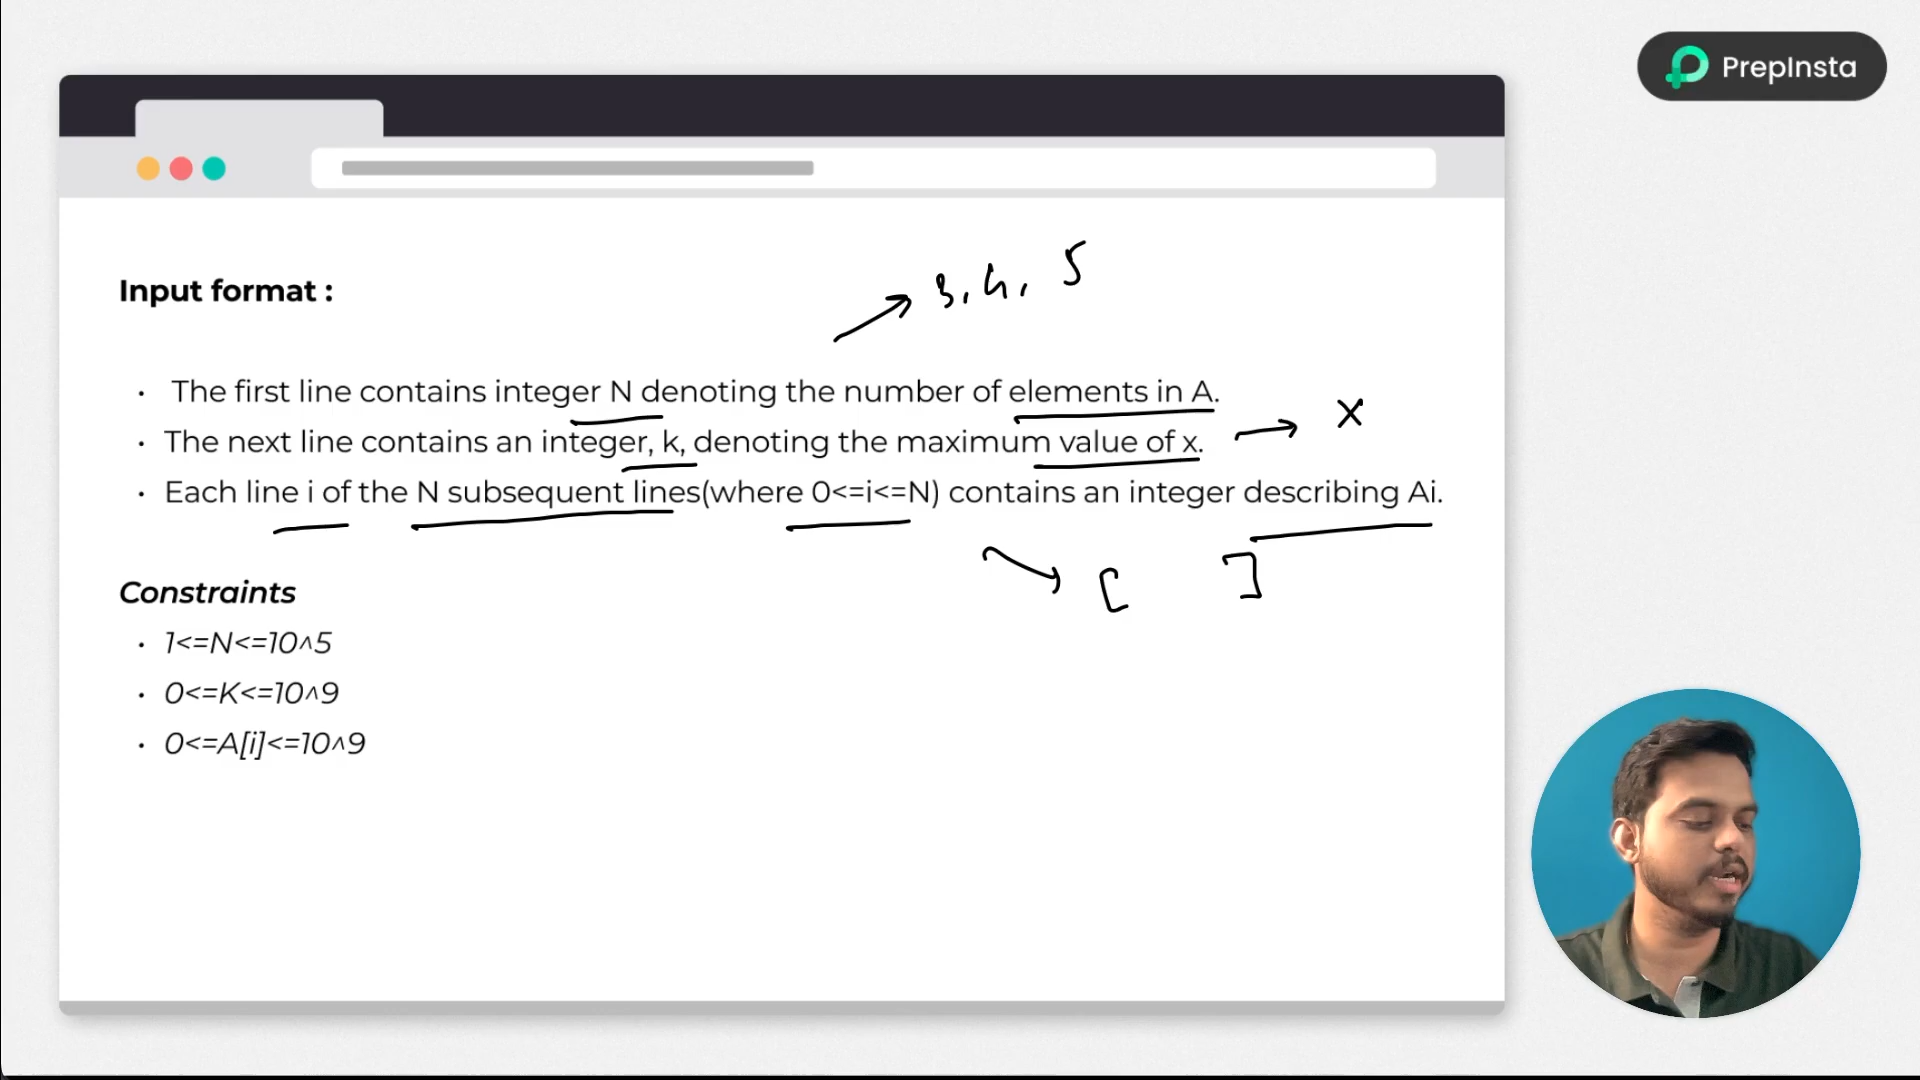 PrepInsta
3, 4, 5
Input format :
• The first line contains integer N denoting the number of elements in A.
x
• The next line contains an integer, k, denoting the maximum value of x.
• Each line i of the N subsequent lines(where 0<=i<=N) contains an integer describing Ai.
[ ]
Constraints
• 1<=N<=10^5
• 0<=K<=10^9
• 0<=A[i]<=10^9